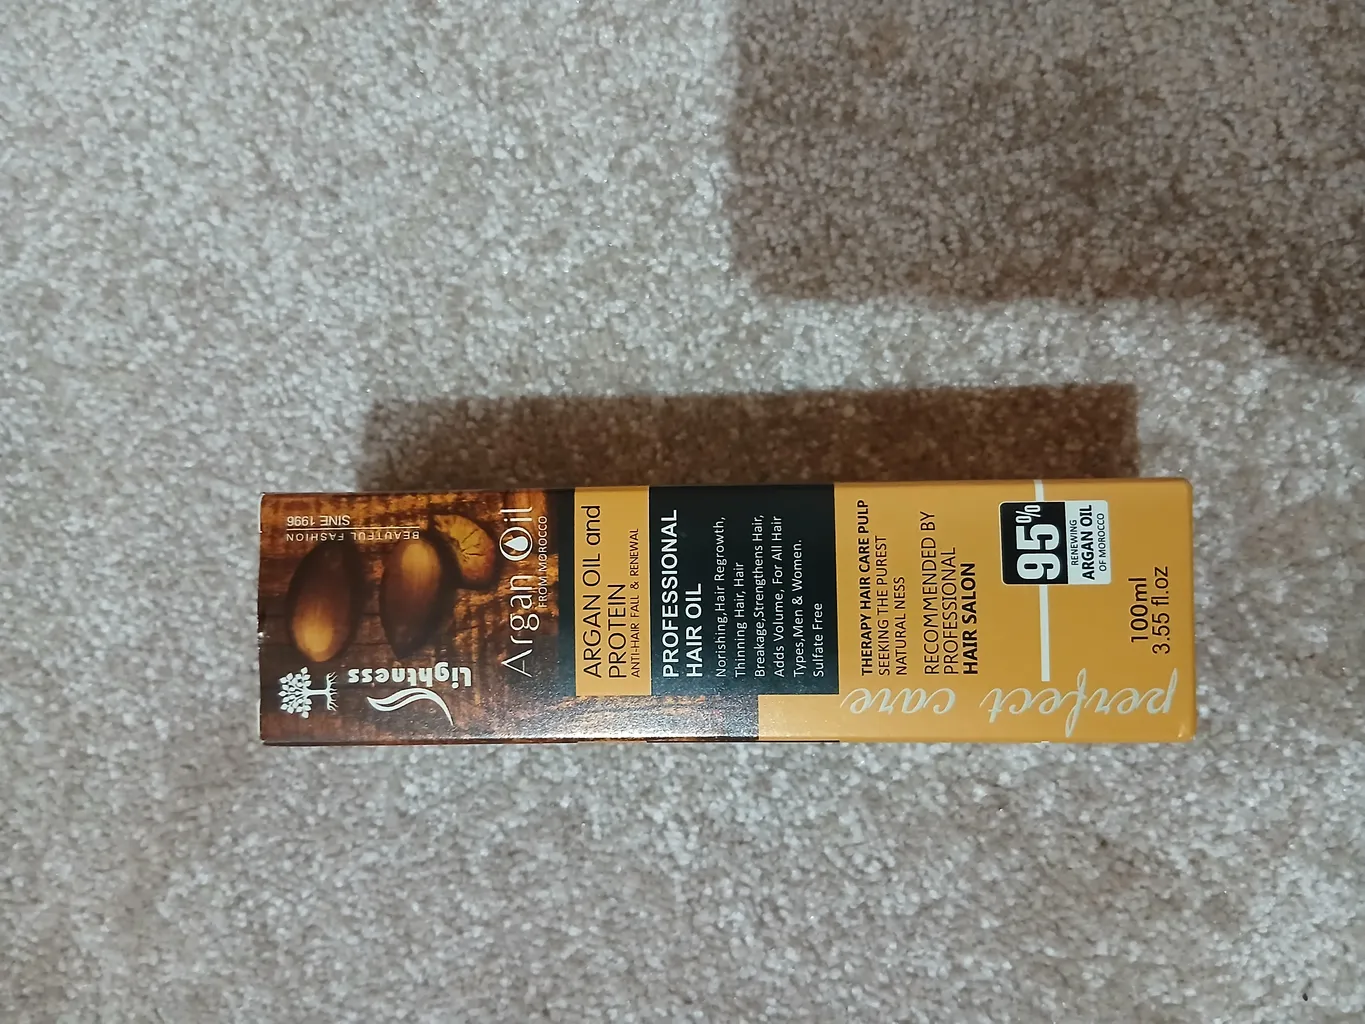 Lightness
BEAUTEFUL FASHION
SINE 1996
Argan Oil
FROM MOROCCO
ARGAN OIL and
PROTEIN
ANTI-HAIR FALL & RENEWAL
PROFESSIONAL
HAIR OIL
Norishing,Hair Regrowth,
Thinning Hair, Hair
Breakage,Strengthens Hair,
Adds Volume, For All Hair
Types,Men & Women.
Sulfate Free
THERAPY HAIR CARE PULP
SEEKING THE PUREST
NATURAL NESS
RECOMMENDED BY
PROFESSIONAL
HAIR SALON
95%
RENEWING
ARGAN OIL
OF MOROCCO
100ml
3.55 fl.oz
perfect care